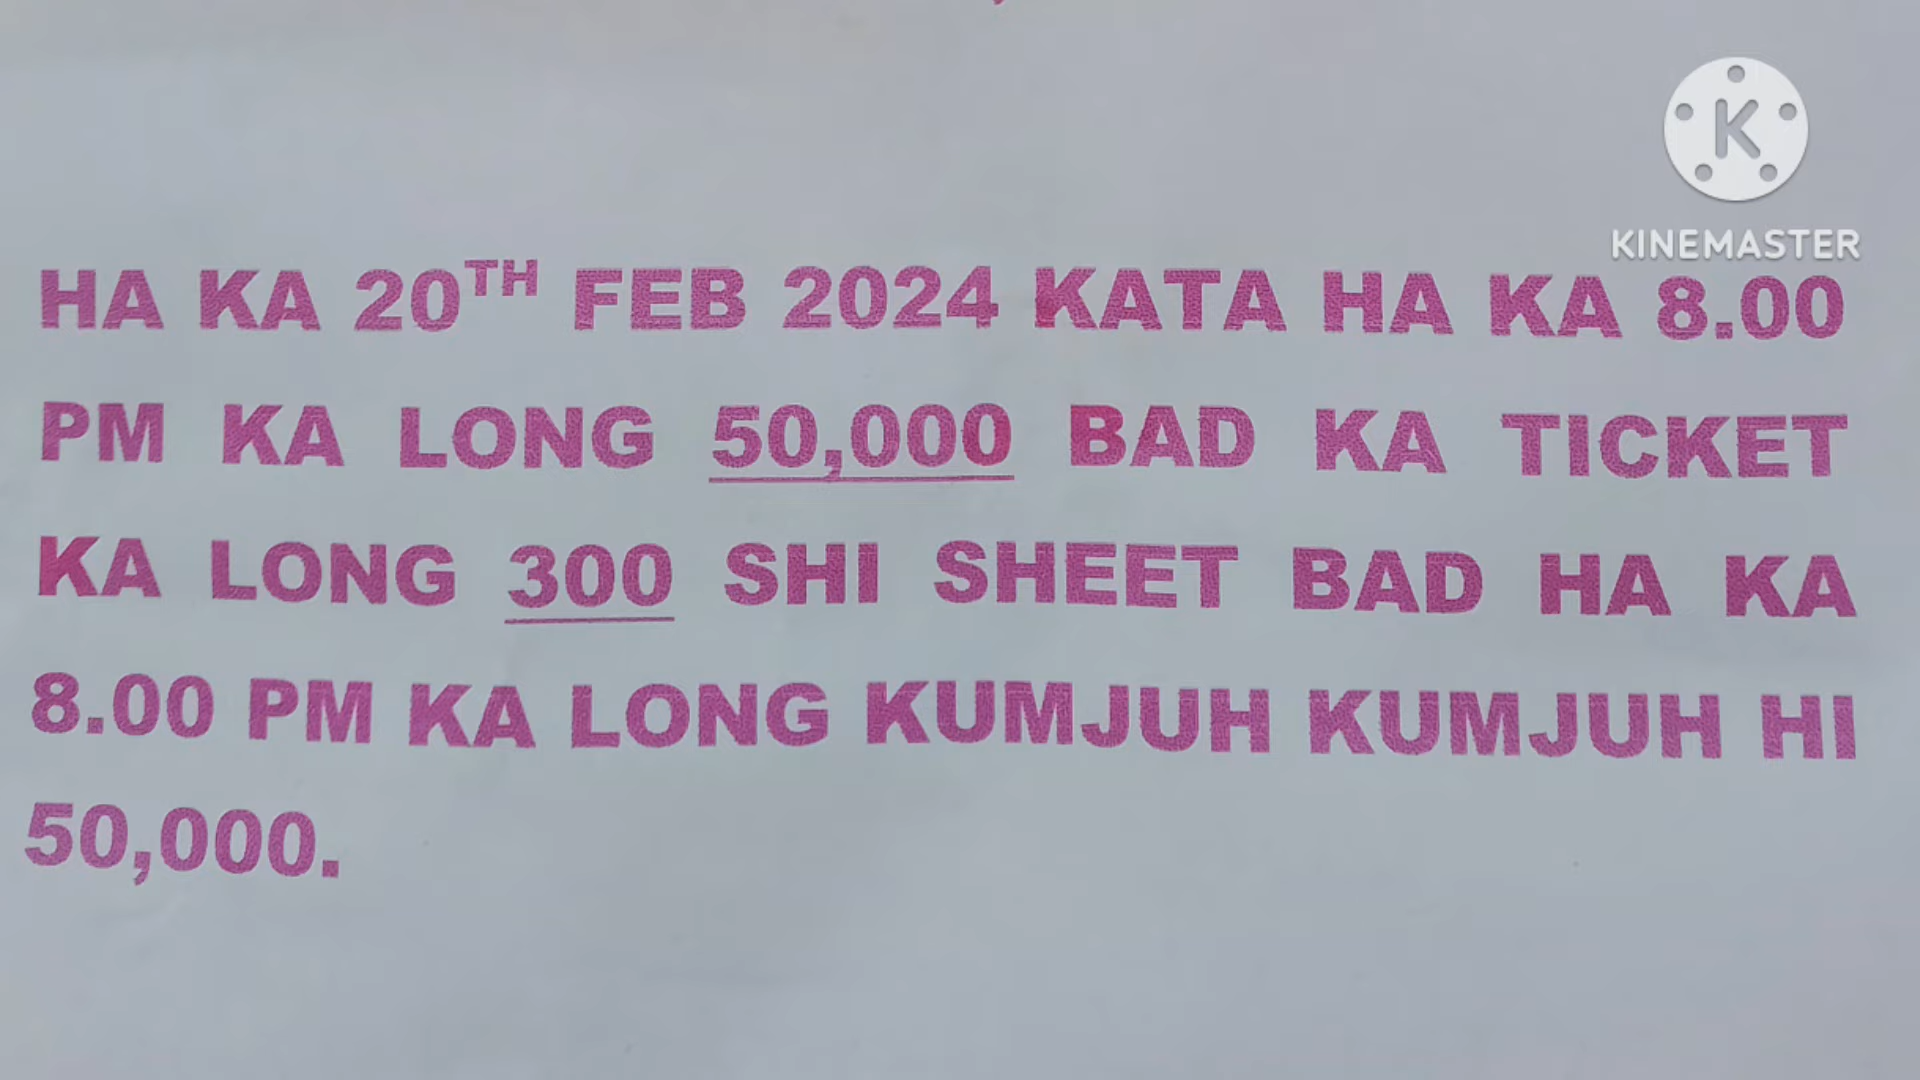 KINEMASTER
HA KA 20TH FEB 2024 KATA HA KA 8.00
PM KA LONG 50,000 BAD KA TICKET
KA LONG 300 SHI SHEET BAD HA KA
8.00 PM KA LONG KUMJUH KUMJUH HI
50,000.